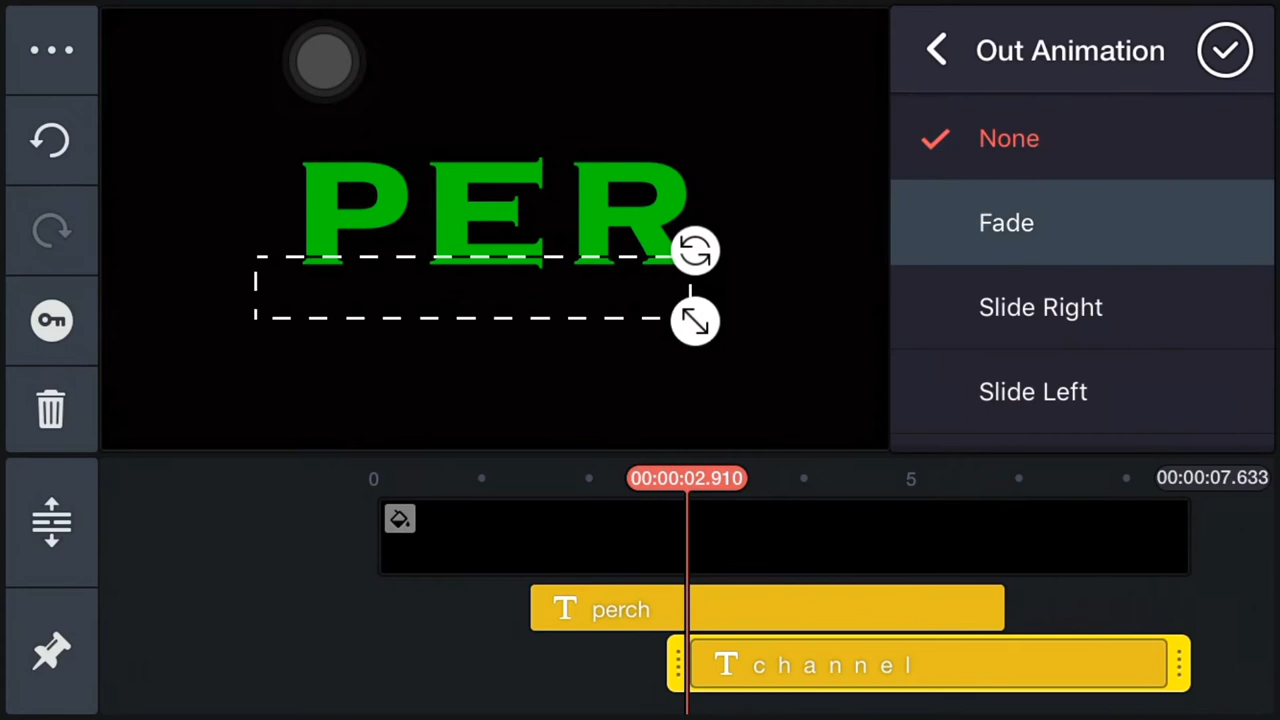 Out Animation
None
Fade
Slide Right
Slide Left
PER
0
00:00:02.910
5
00:00:07.633
T perch
T c h a n n e l